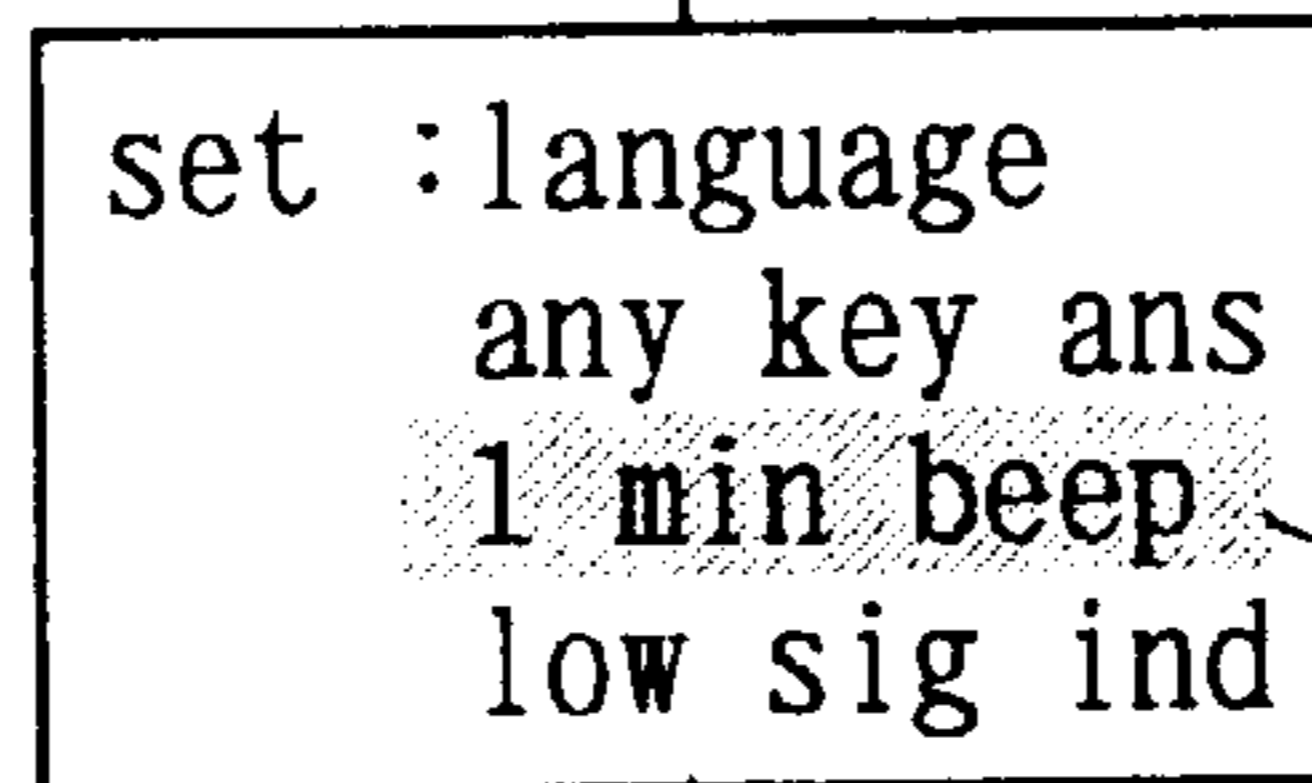 set :language
any key ans
1 min beep
low sig ind